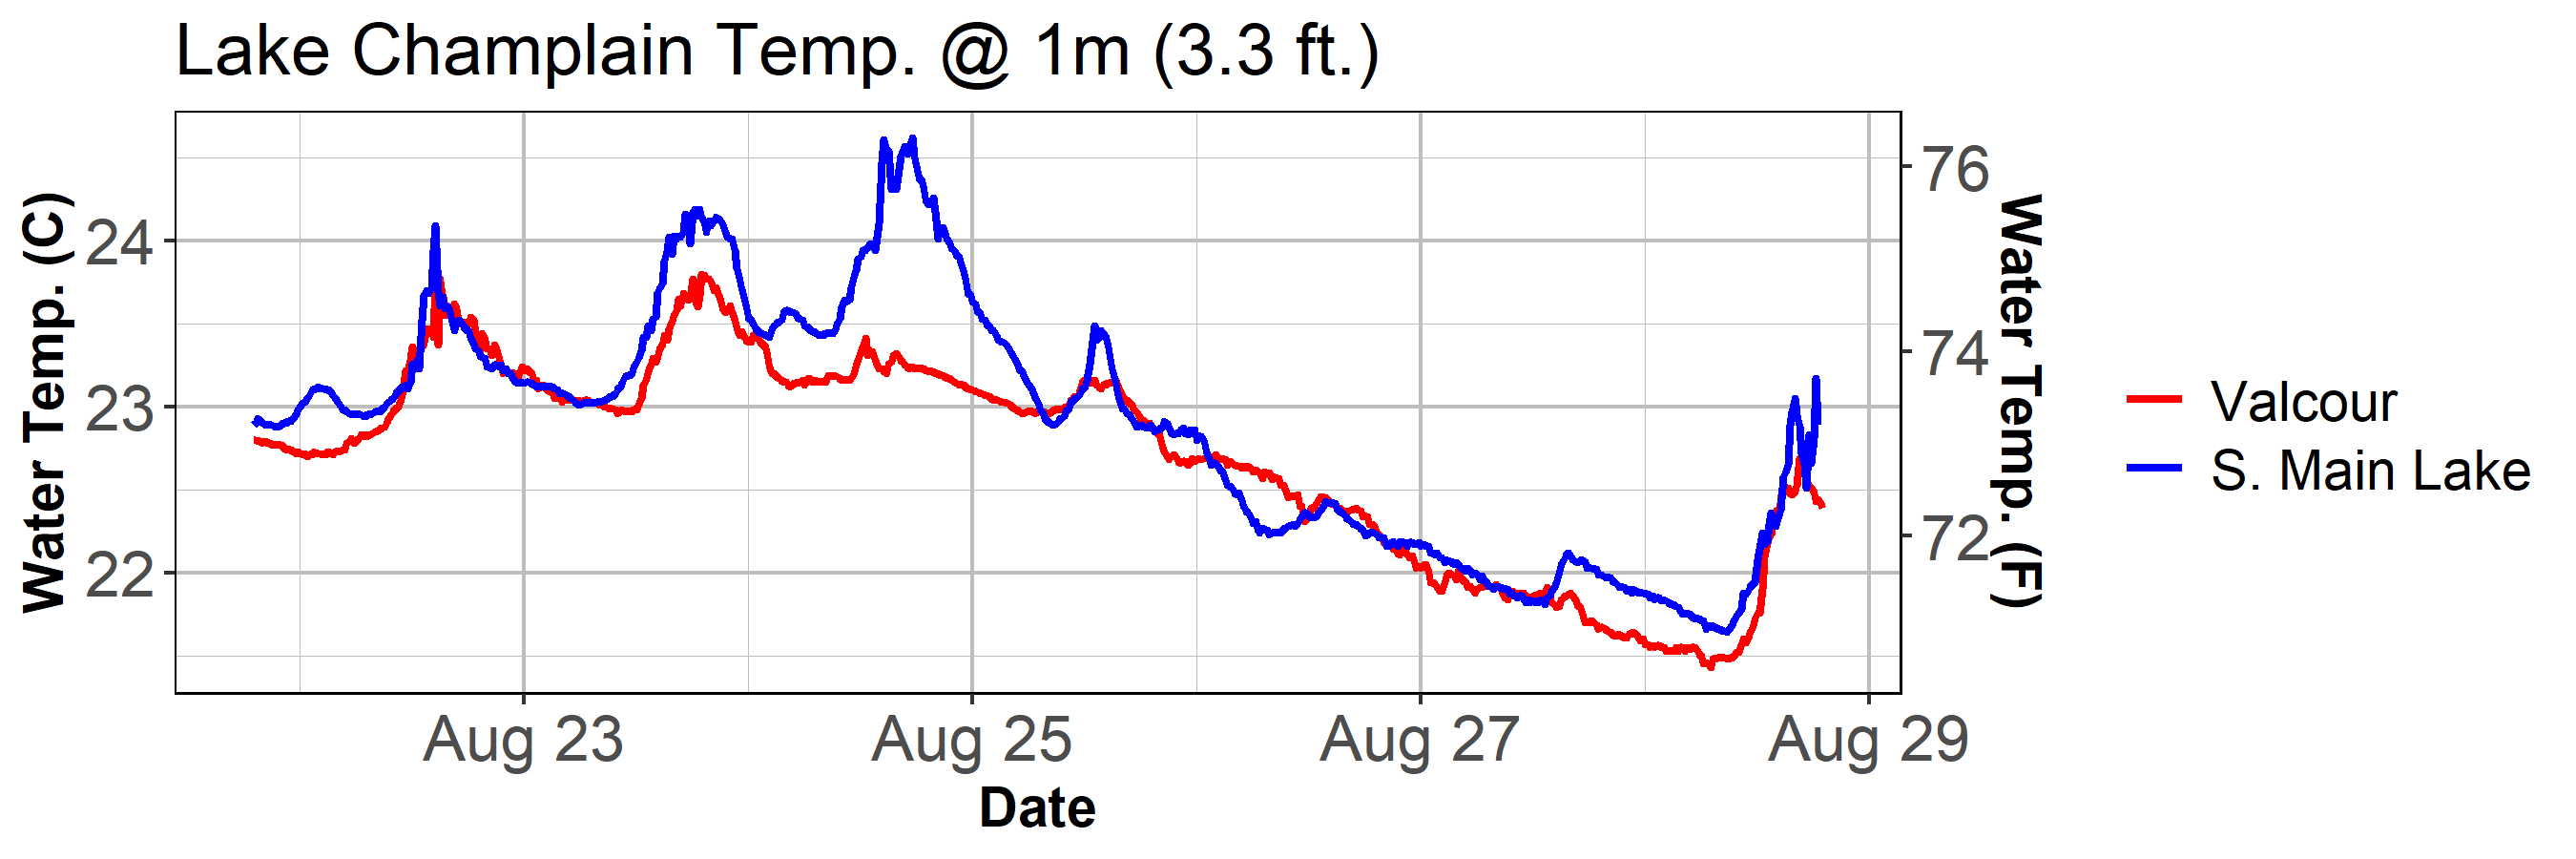 Lake Champlain Temp. @ 1m (3.3 ft.)
Water Temp. (C)
24
23
22
76
74
72
Water Temp. (F)
Aug 23
Aug 25
Aug 27
Aug 29
Date
Valcour
S. Main Lake